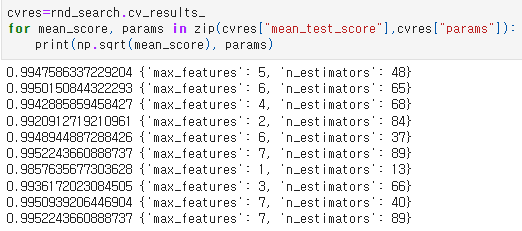 cvres=rnd_search.cv_results_
for mean_score, params in zip(cvres["mean_test_score"],cvres["params"]):
    print(np.sqrt(mean_score), params)
0.9947586337229204 {'max_features': 5, 'n_estimators': 48}
0.9950150844322293 {'max_features': 6, 'n_estimators': 65}
0.9942885859458427 {'max_features': 4, 'n_estimators': 68}
0.9920912719210961 {'max_features': 2, 'n_estimators': 84}
0.9948944887288426 {'max_features': 6, 'n_estimators': 37}
0.9952243660888737 {'max_features': 7, 'n_estimators': 89}
0.9857635677303628 {'max_features': 1, 'n_estimators': 13}
0.9936172023084505 {'max_features': 3, 'n_estimators': 66}
0.9950939206446904 {'max_features': 7, 'n_estimators': 40}
0.9952243660888737 {'max_features': 7, 'n_estimators': 89}